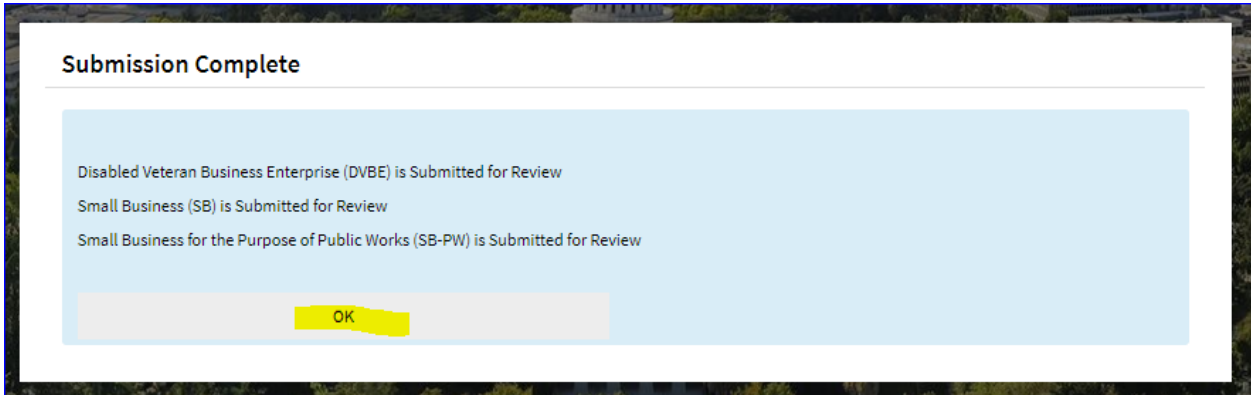 Submission Complete
Disabled Veteran Business Enterprise (DVBE) is Submitted for Review
Small Business (SB) is Submitted for Review
Small Business for the Purpose of Public Works (SB-PW) is Submitted for Review
OK